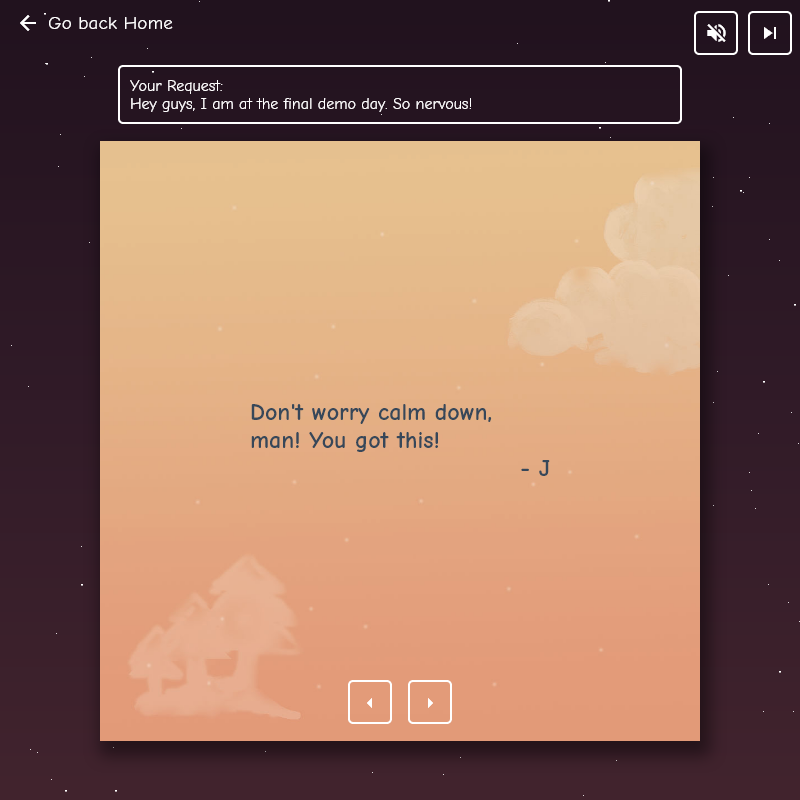 Go back Home
Your Request:
Hey guys, I am at the final demo day. So nervous!
Don't worry calm down,
man! You got this!
- J